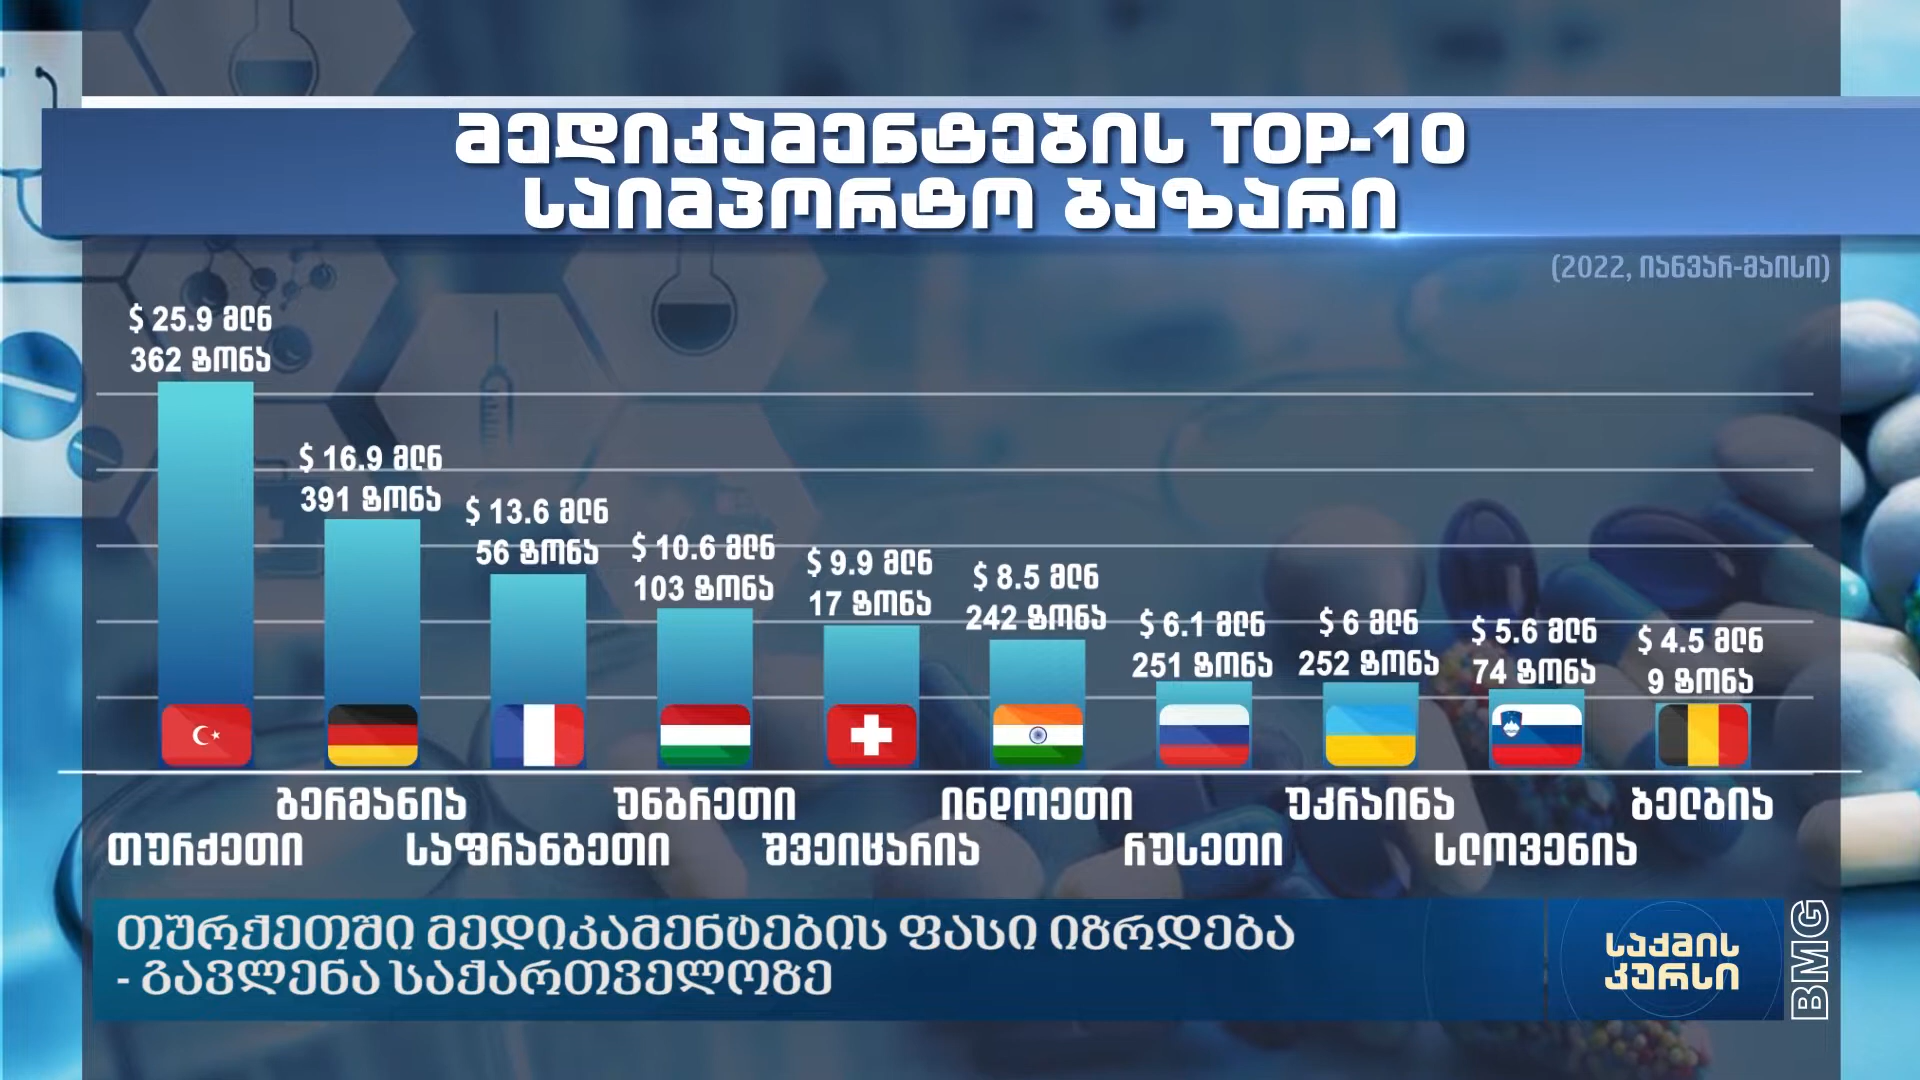 მედიკამენტების TOP-10
საიმპორტო ბაზარი
(2022, იანვარ-მაისი)
$ 25.9 მლნ
362 ტონა
$ 16.9 მლნ
391 ტონა
$ 13.6 მლნ
56 ტონა
$ 10.6 მლნ
103 ტონა
$ 9.9 მლნ
17 ტონა
$ 8.5 მლნ
242 ტონა
$ 6.1 მლნ
251 ტონა
$ 6 მლნ
252 ტონა
$ 5.6 მლნ
74 ტონა
$ 4.5 მლნ
9 ტონა
თურქეთი
გერმანია
საფრანგეთი
უნგრეთი
შვეიცარია
ინდოეთი
რუსეთი
უკრაინა
სლოვენია
ბელგია
თურქეთში მედიკამენტების ფასი იზრდება
- გავლენა საქართველოზე
საქმის
კურსი
BMG